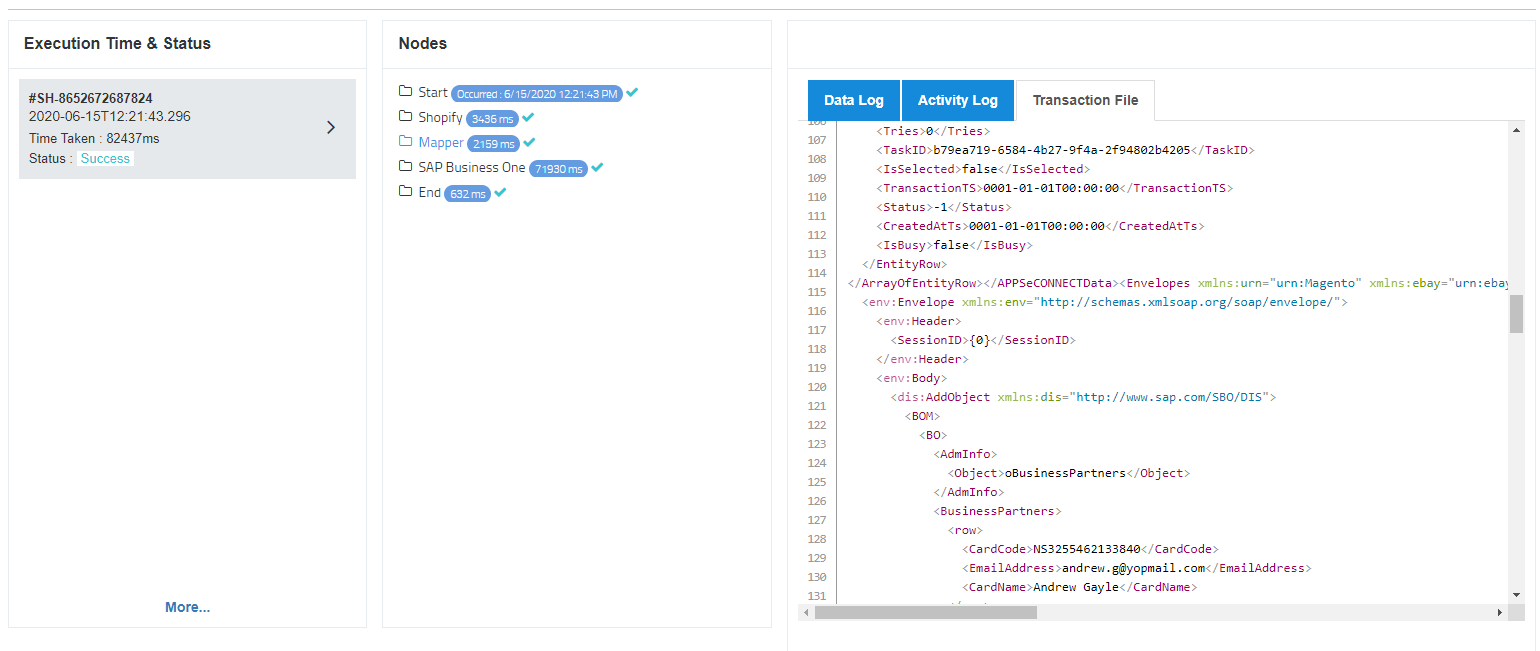 Execution Time & Status
#SH-8652672687824
2020-06-15T12:21:43.296
Time Taken : 82437ms
Status : Success
More...
Nodes
Start Occurred : 6/15/2020 12:21:43 PM
Shopify 3436 ms
Mapper 2159 ms
SAP Business One 71930 ms
End 632 ms
Data Log Activity Log Transaction File
106
107 <Tries>0</Tries>
108 <TaskID>b79ea719-6584-4b27-9f4a-2f94802b4205</TaskID>
109 <IsSelected>false</IsSelected>
110 <TransactionTS>0001-01-01T00:00:00</TransactionTS>
111 <Status>-1</Status>
112 <CreatedAtTs>0001-01-01T00:00:00</CreatedAtTs>
113 <IsBusy>false</IsBusy>
114 </EntityRow>
115 </ArrayOfEntityRow></APPSeCONNECTData><Envelopes xmlns:urn="urn:Magento" xmlns:ebay="urn:ebay
116 <env:Envelope xmlns:env="http://schemas.xmlsoap.org/soap/envelope/">
117 <env:Header>
118 <SessionID>{0}</SessionID>
119 </env:Header>
120 <env:Body>
121 <dis:AddObject xmlns:dis="http://www.sap.com/SBO/DIS">
122 <BOM>
123 <BO>
124 <AdmInfo>
125 <Object>oBusinessPartners</Object>
126 </AdmInfo>
127 <BusinessPartners>
128 <row>
129 <CardCode>NS3255462133840</CardCode>
130 <EmailAddress>andrew.g@yopmail.com</EmailAddress>
131 <CardName>Andrew Gayle</CardName>